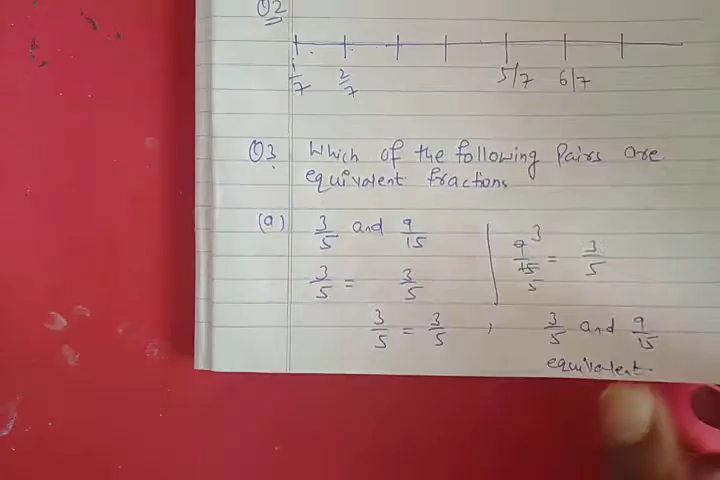 Q2
1/7 2/7 5/7 6/7
Q3 Which of the following Pairs are
equivalent fractions
(a) 3/5 and 9/15
9/15 = 3/5
3 5
3/5 = 3/5
3/5 = 3/5 , 3/5 and 9/15
equivalent.